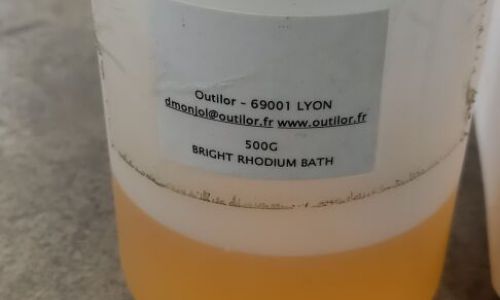 Outilor - 69001 LYON
dmonjol@outilor.fr www.outilor.fr
500G
BRIGHT RHODIUM BATH